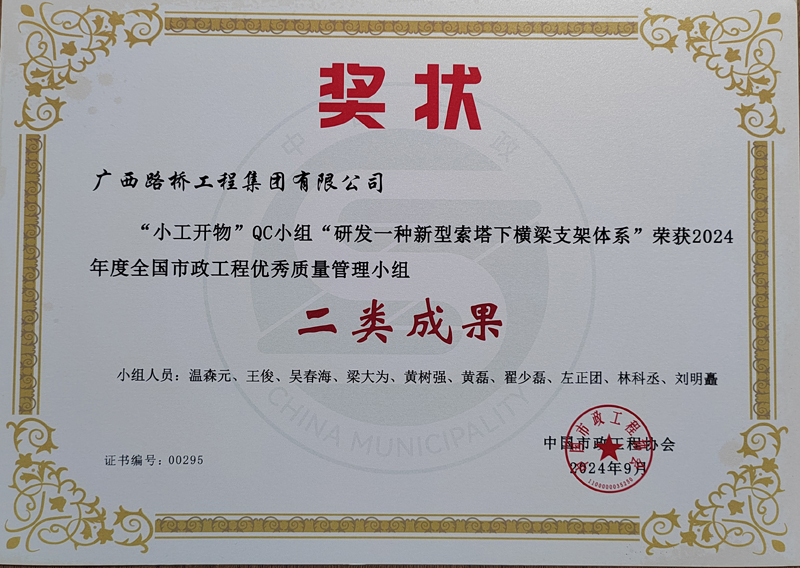 奖状
广西路桥工程集团有限公司
“小工开物”QC小组“研发一种新型索塔下横梁支架体系”荣获2024
年度全国市政工程优秀质量管理小组
二类成果
小组人员：温森元、王俊、吴春海、梁大为、黄树强、黄磊、翟少磊、左正团、林科丞、刘明矗
CHINA MUNICIPALITY
中国市政工程协会
证书编号：00295
2024年9月